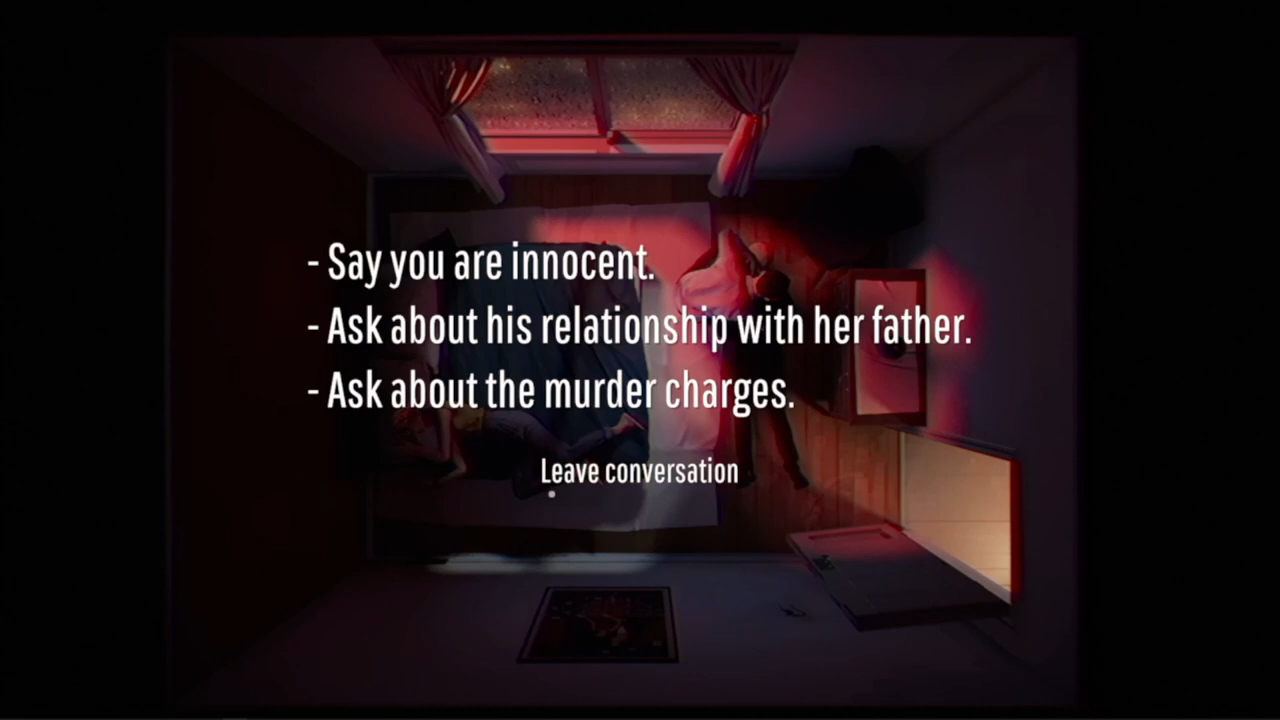 - Say you are innocent.
- Ask about his relationship with her father.
- Ask about the murder charges.
Leave conversation